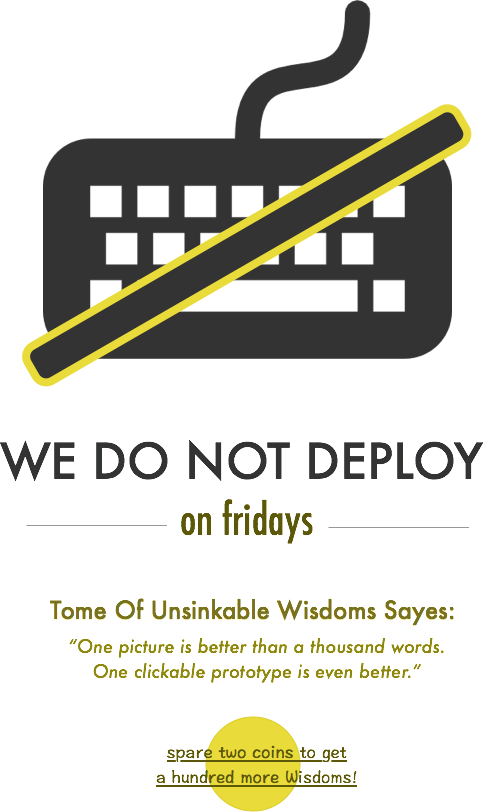 WE DO NOT DEPLOY
on fridays
Tome Of Unsinkable Wisdoms Sayes:
“One picture is better than a thousand words.
One clickable prototype is even better.”
spare two coins to get
a hundred more Wisdoms!